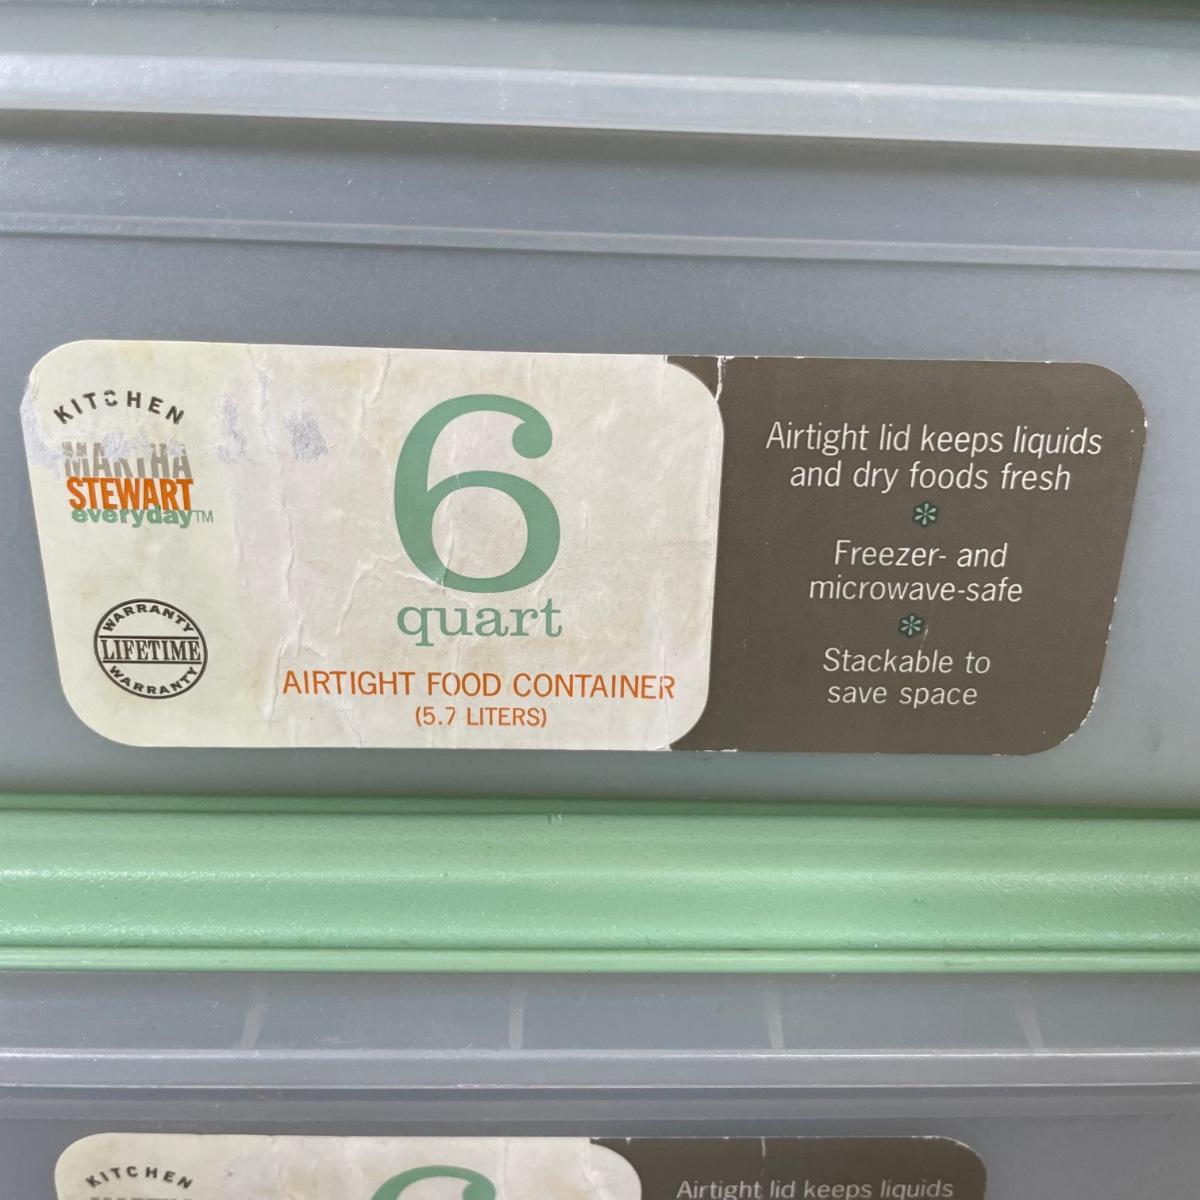 KITCHEN
MARTHA
STEWART
everyday™
WARRANTY
LIFETIME
WARRANTY
6
quart
AIRTIGHT FOOD CONTAINER
(5.7 LITERS)
Airtight lid keeps liquids
and dry foods fresh
*
Freezer- and
microwave-safe
*
Stackable to
save space
KITCHEN
6
Airtight lid keeps liquids